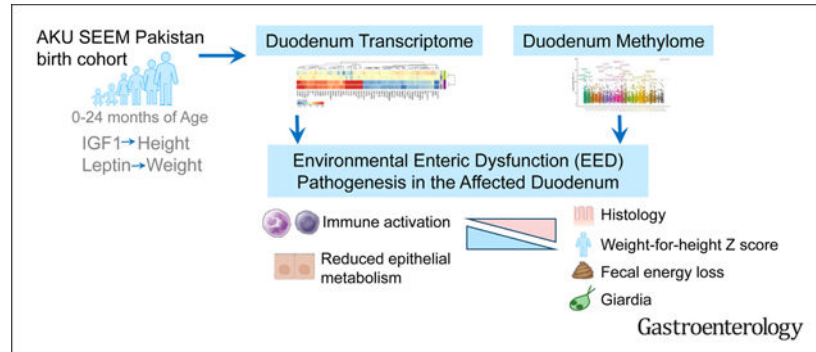 AKU SEEM Pakistan
birth cohort
0-24 months of Age
IGF1→Height
Leptin→Weight
Duodenum Transcriptome
Duodenum Methylome
Environmental Enteric Dysfunction (EED)
Pathogenesis in the Affected Duodenum
Immune activation
Reduced epithelial
metabolism
Histology
Weight-for-height Z score
Fecal energy loss
Giardia
Gastroenterology